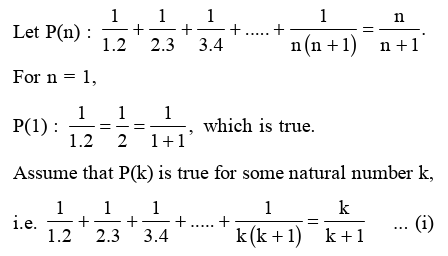 Let P(n) : 1/1.2 + 1/2.3 + 1/3.4 + ..... + 1/n(n+1) = n/n+1.
For n = 1,
P(1) : 1/1.2 = 1/2 = 1/1+1, which is true.
Assume that P(k) is true for some natural number k,
i.e. 1/1.2 + 1/2.3 + 1/3.4 + ..... + 1/k(k+1) = k/k+1 ... (i)